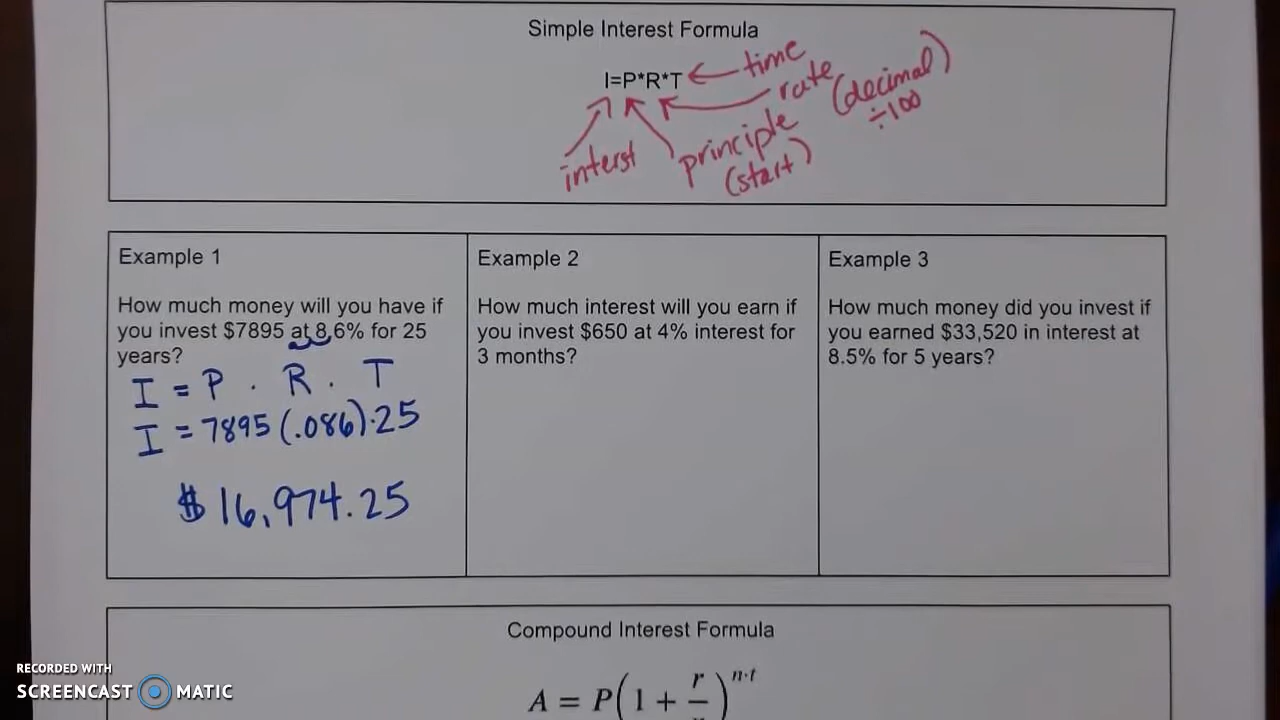 Simple Interest Formula
I=P*R*T
time
rate (decimal)
÷100
interst
principle
(start)
Example 1
How much money will you have if
you invest $7895 at 8.6% for 25
years?
I = P . R . T
I = 7895 (.086)·25
$16,974.25
Example 2
How much interest will you earn if
you invest $650 at 4% interest for
3 months?
Example 3
How much money did you invest if
you earned $33,520 in interest at
8.5% for 5 years?
Compound Interest Formula
A = P(1 + r/n)^n·t
RECORDED WITH
SCREENCAST MATIC